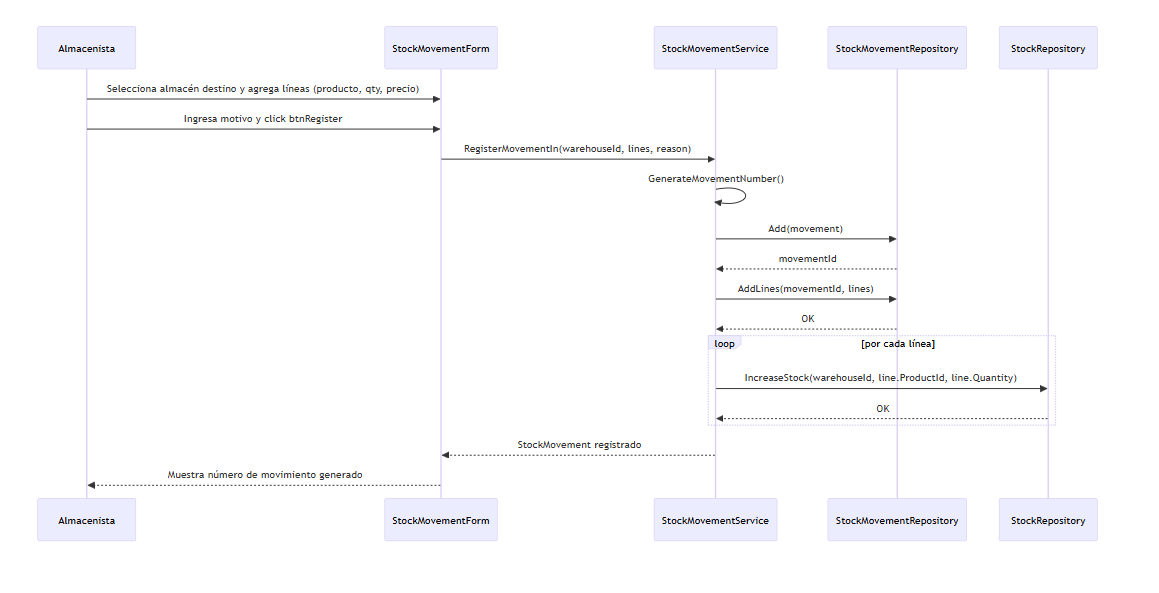 Almacenista
StockMovementForm
StockMovementService
StockMovementRepository
StockRepository
Selecciona almacén destino y agrega líneas (producto, qty, precio)
Ingresa motivo y click btnRegister
RegisterMovementIn(warehouseId, lines, reason)
GenerateMovementNumber()
Add(movement)
movementId
AddLines(movementId, lines)
OK
loop
[por cada línea]
IncreaseStock(warehouseId, line.ProductId, line.Quantity)
OK
StockMovement registrado
Muestra número de movimiento generado
Almacenista
StockMovementForm
StockMovementService
StockMovementRepository
StockRepository